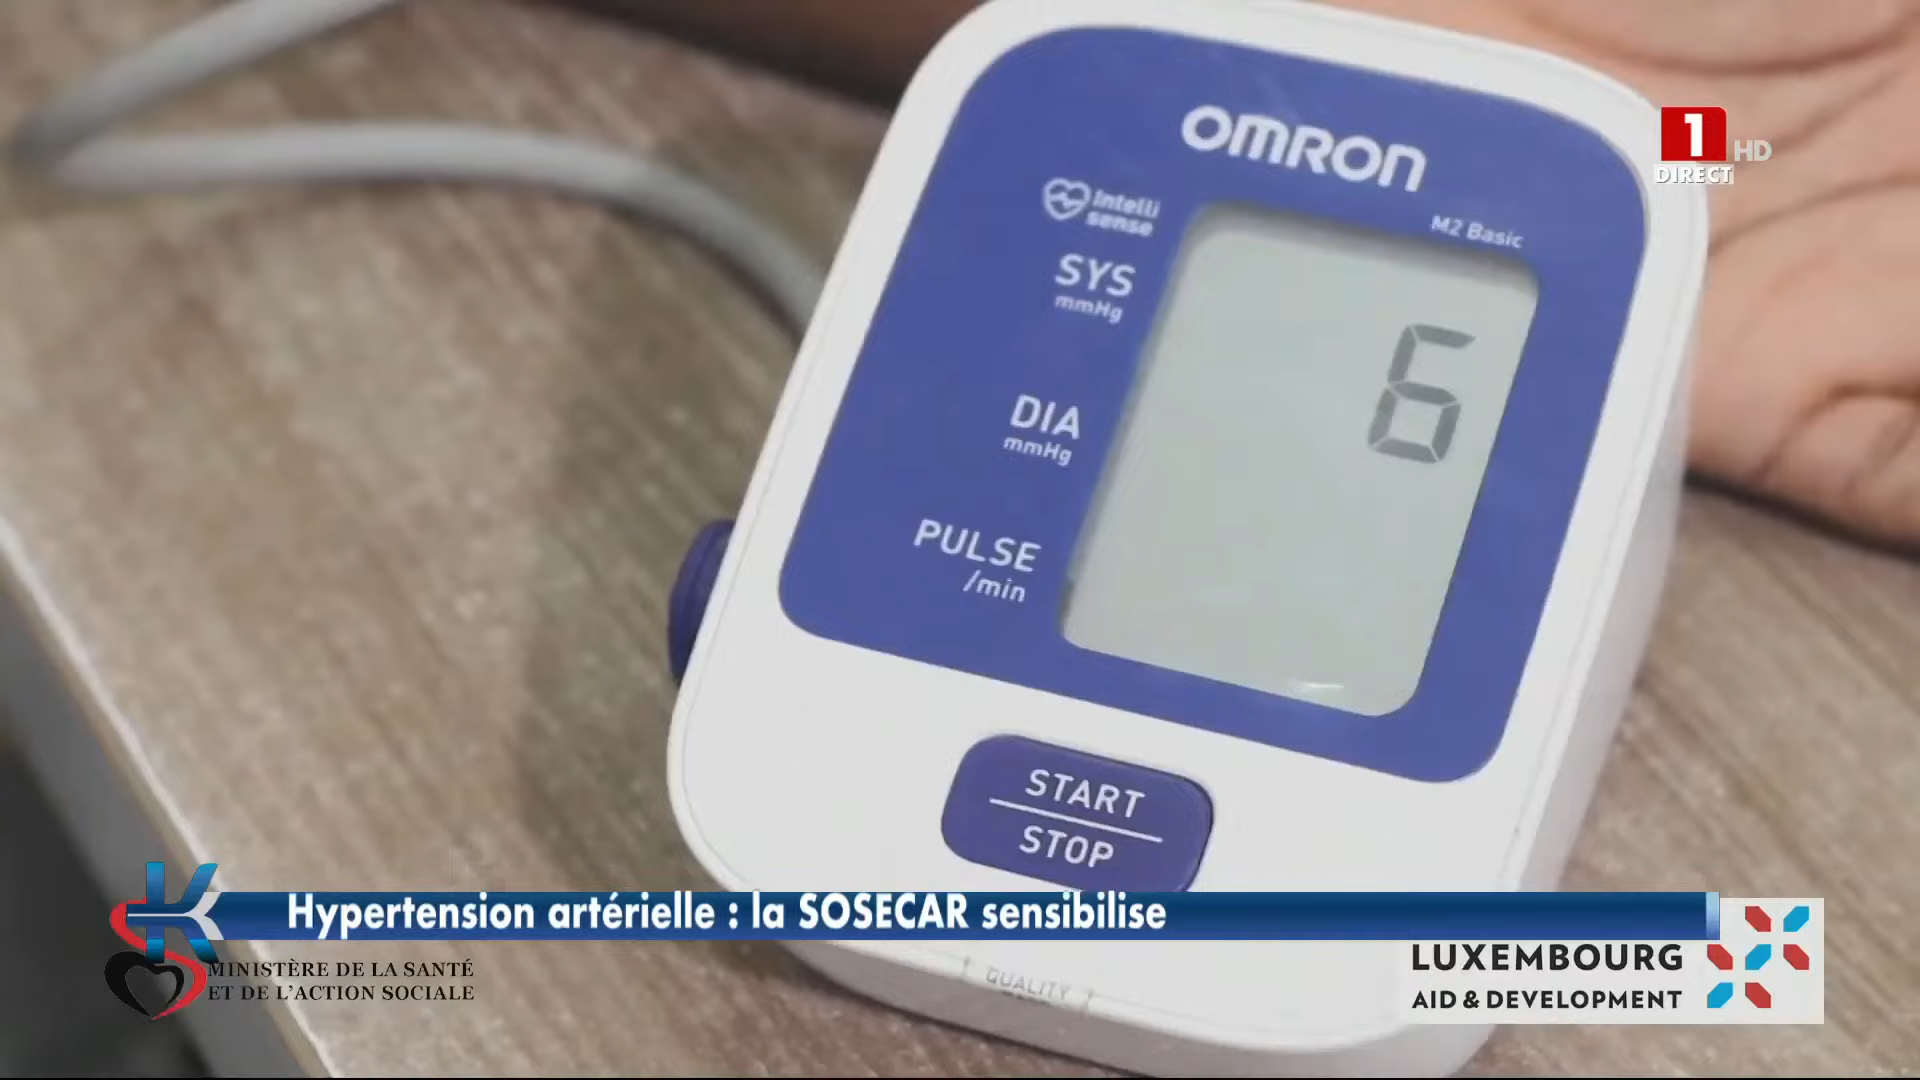 OMRON
1 HD
DIRECT
Intelli
sense
M2 Basic
SYS
mmHg
6
DIA
mmHg
PULSE
/min
START
STOP
SK
Hypertension artérielle : la SOSECAR sensibilise
MINISTÈRE DE LA SANTÉ
ET DE L'ACTION SOCIALE
LUXEMBOURG
AID & DEVELOPMENT
QUALITY